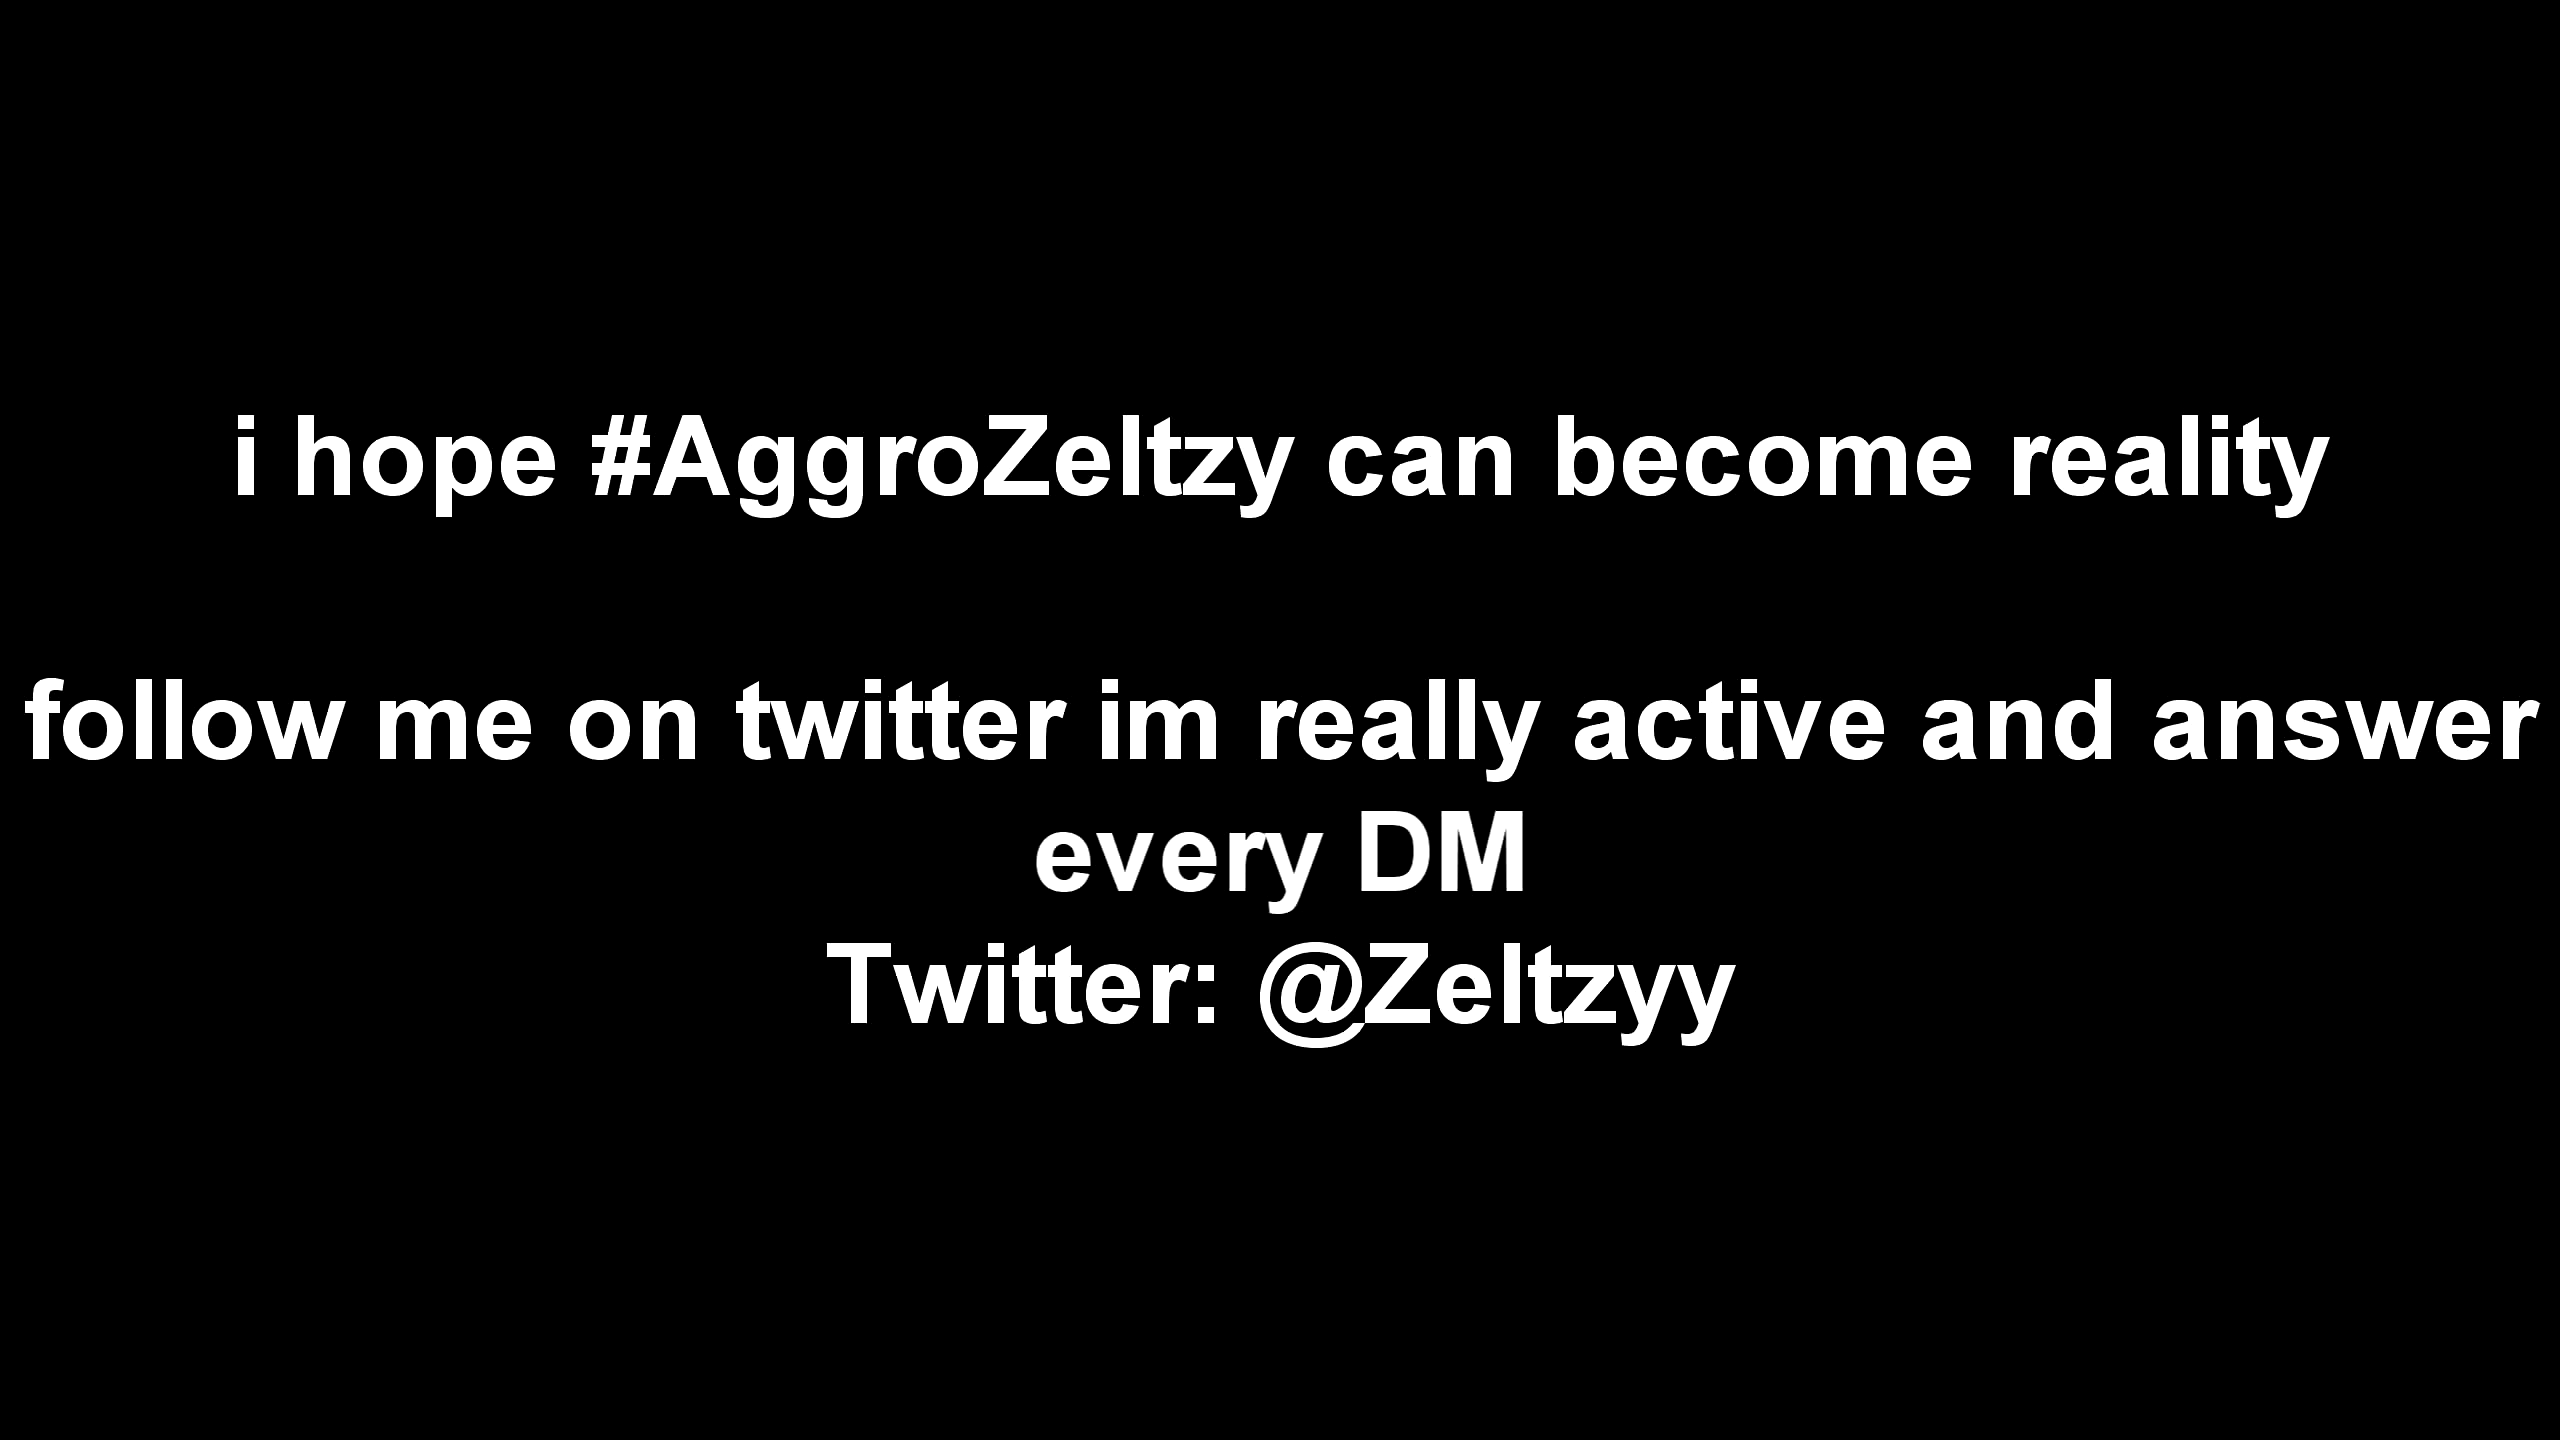 i hope #AggroZeltzy can become reality
follow me on twitter im really active and answer
every DM
Twitter: @Zeltzyy